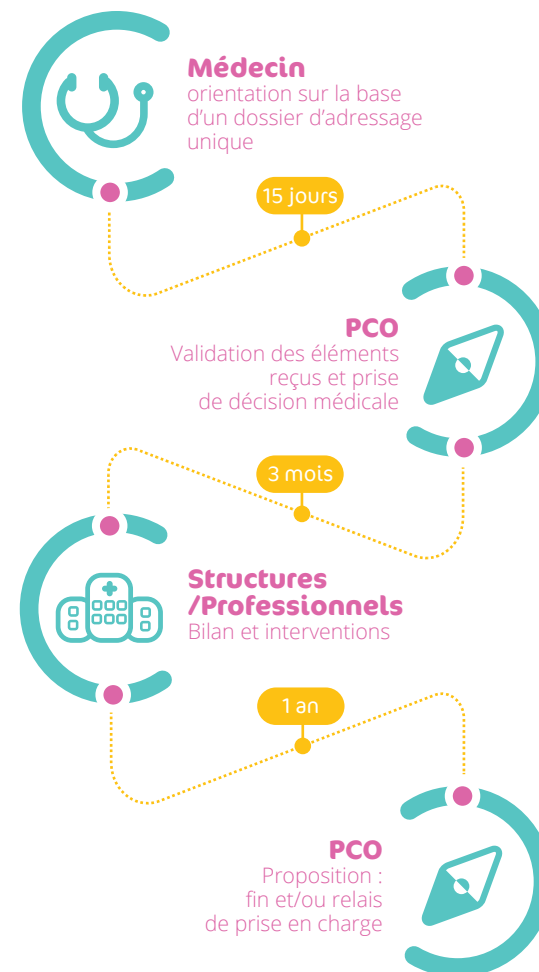 Médecin
orientation sur la base
d’un dossier d’adressage
unique
15 jours
PCO
Validation des éléments
reçus et prise
de décision médicale
3 mois
Structures
/Professionnels
Bilan et interventions
1 an
PCO
Proposition :
fin et/ou relais
de prise en charge